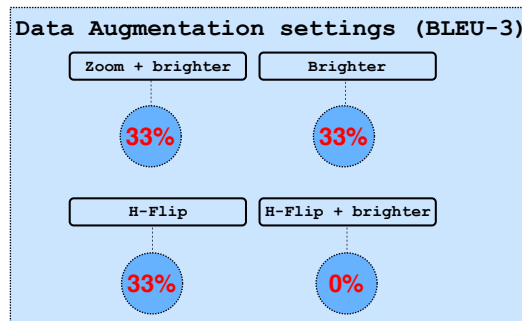 Data Augmentation settings (BLEU-3)
Zoom + brighter
Brighter
33%
33%
H-Flip
H-Flip + brighter
33%
0%